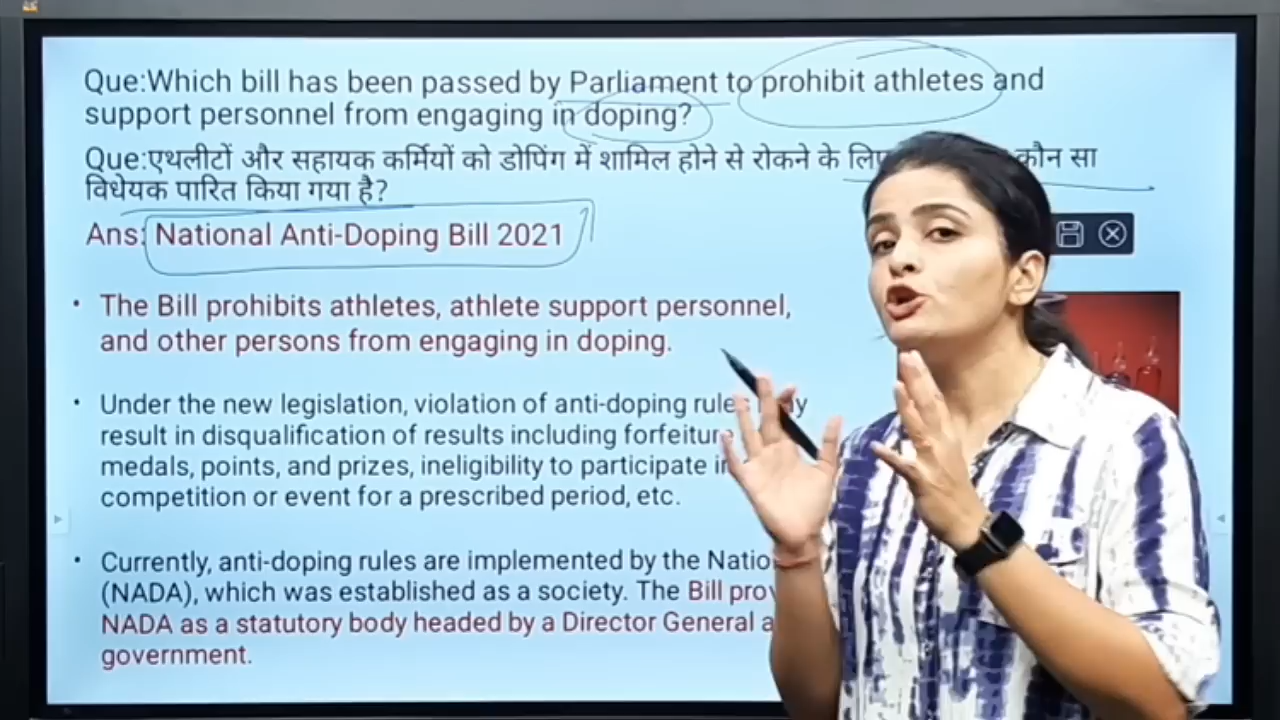 Que:Which bill has been passed by Parliament to prohibit athletes and
support personnel from engaging in doping?
Que:एथलीटों और सहायक कर्मियों को डोपिंग में शामिल होने से रोकने के कौन सा
विधेयक पारित किया गया है?
Ans: National Anti-Doping Bill 2021
• The Bill prohibits athletes, athlete support personnel,
and other persons from engaging in doping.
• Under the new legislation, violation of anti-doping rules
result in disqualification of results including
medals, points, and prizes, ineligibility to participate
competition or event for a prescribed period, etc.
• Currently, anti-doping rules are implemented by the
(NADA), which was established as a society. The Bill
NADA as a statutory body headed by a Director General
government.